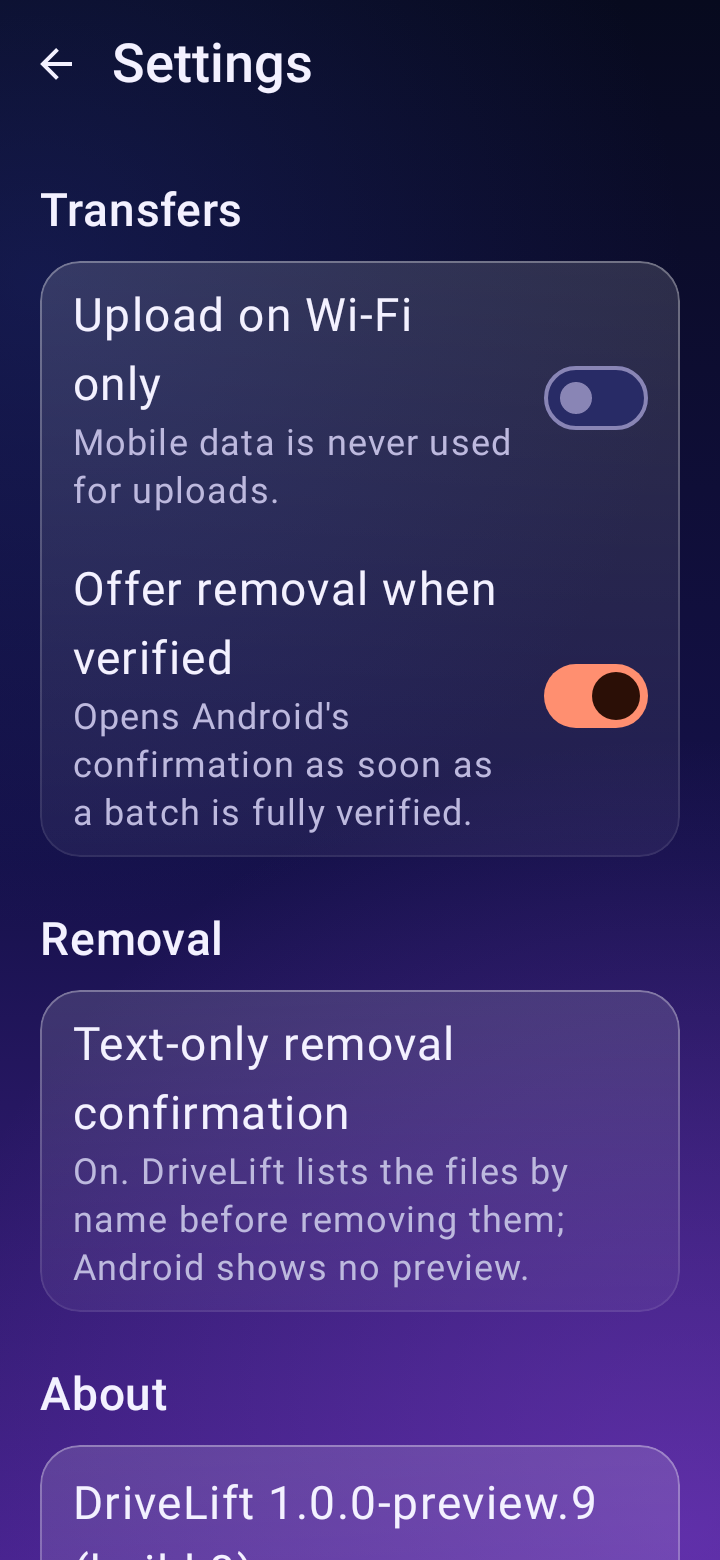 Settings
Transfers
Upload on Wi-Fi
only
Mobile data is never used
for uploads.
Offer removal when
verified
Opens Android's
confirmation as soon as
a batch is fully verified.
Removal
Text-only removal
confirmation
On. DriveLift lists the files by
name before removing them;
Android shows no preview.
About
DriveLift 1.0.0-preview.9